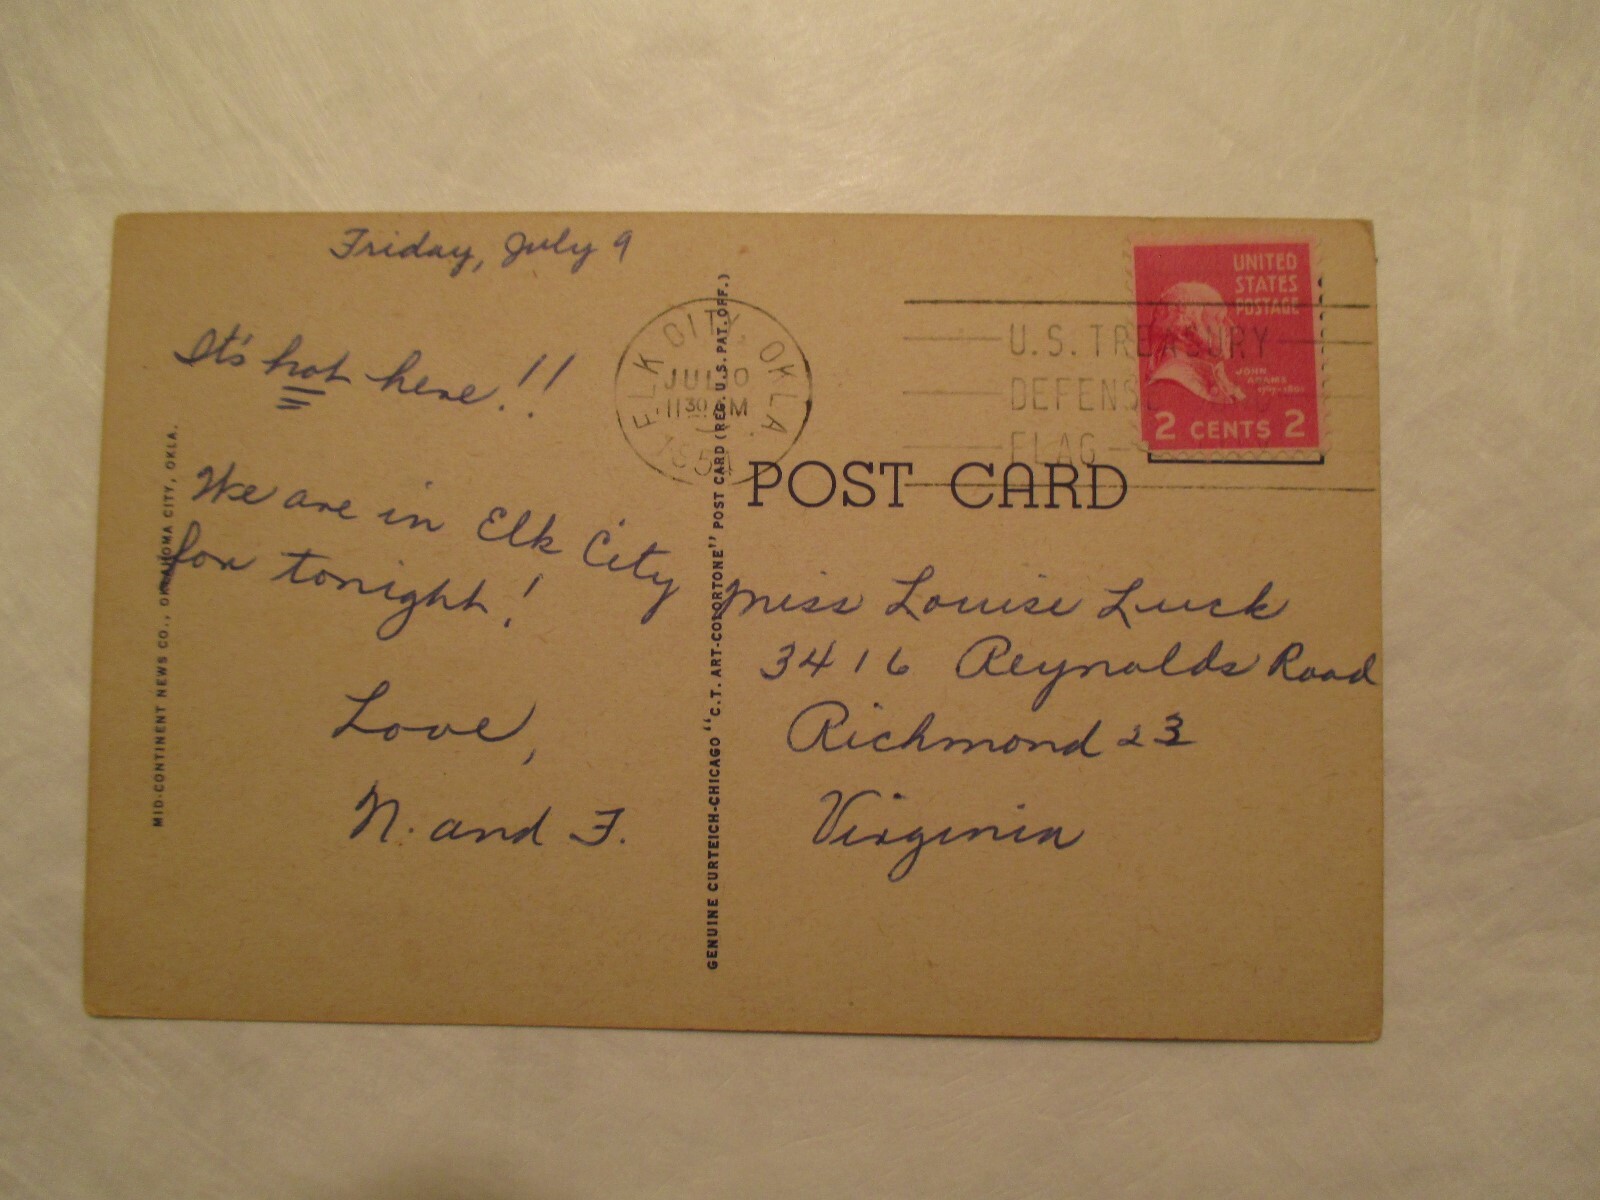 Friday, July 9
It's hot here!!
We are in Elk City
for tonight!
Love,
N. and F.
MID-CONTINENT NEWS CO., OKLAHOMA CITY, OKLA.
GENUINE CURTEICH-CHICAGO "C.T. ART-COLORTONE" POST CARD (REG. U.S. PAT. OFF.)
ELK CITY, OKLA.
JUL 10
11 30 AM
U.S. TREASURY
DEFENSE
FLAG
UNITED
STATES
POSTAGE
JOHN
ADAMS
2 CENTS 2
POST CARD
Miss Louise Luck
3416 Reynolds Road
Richmond 23
Virginia